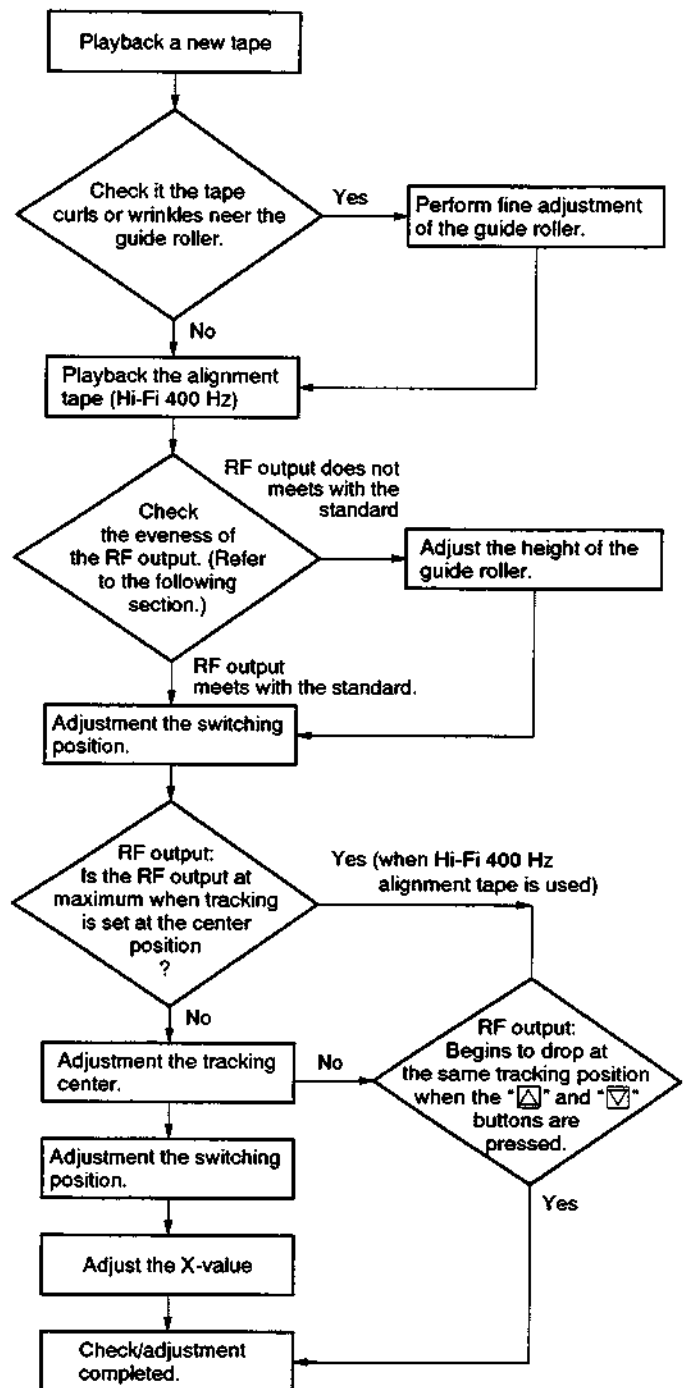 Playback a new tape
Check it the tape
curls or wrinkles neer the
guide roller.
Yes
Perform fine adjustment
of the guide roller.
No
Playback the alignment
tape (Hi-Fi 400 Hz)
RF output does not
meets with the
standard
Check
the eveness of
the RF output. (Refer
to the following
section.)
Adjust the height of the
guide roller.
RF output
meets with the standard.
Adjustment the switching
position.
RF output:
Is the RF output at
maximum when tracking
is set at the center
position
?
Yes (when Hi-Fi 400 Hz
alignment tape is used)
No
RF output:
Begins to drop at
the same tracking position
when the "△" and "▽"
buttons are
pressed.
Adjustment the tracking
center.
No
Adjustment the switching
position.
Yes
Adjust the X-value
Check/adjustment
completed.